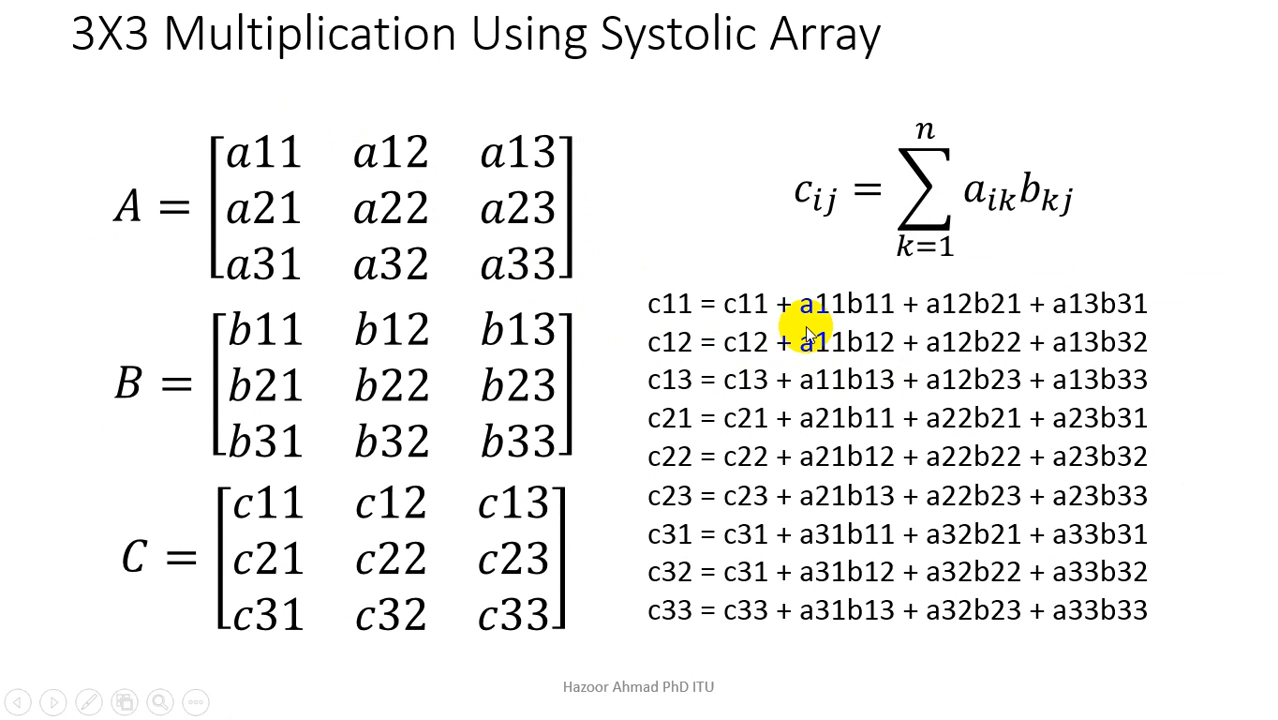 3X3 Multiplication Using Systolic Array
A = [a11 a12 a13
a21 a22 a23
a31 a32 a33]
B = [b11 b12 b13
b21 b22 b23
b31 b32 b33]
C = [c11 c12 c13
c21 c22 c23
c31 c32 c33]
n
c_ij = ∑ a_ik b_kj
k=1
c11 = c11 + a11b11 + a12b21 + a13b31
c12 = c12 + a11b12 + a12b22 + a13b32
c13 = c13 + a11b13 + a12b23 + a13b33
c21 = c21 + a21b11 + a22b21 + a23b31
c22 = c22 + a21b12 + a22b22 + a23b32
c23 = c23 + a21b13 + a22b23 + a23b33
c31 = c31 + a31b11 + a32b21 + a33b31
c32 = c31 + a31b12 + a32b22 + a33b32
c33 = c33 + a31b13 + a32b23 + a33b33
Hazoor Ahmad PhD ITU